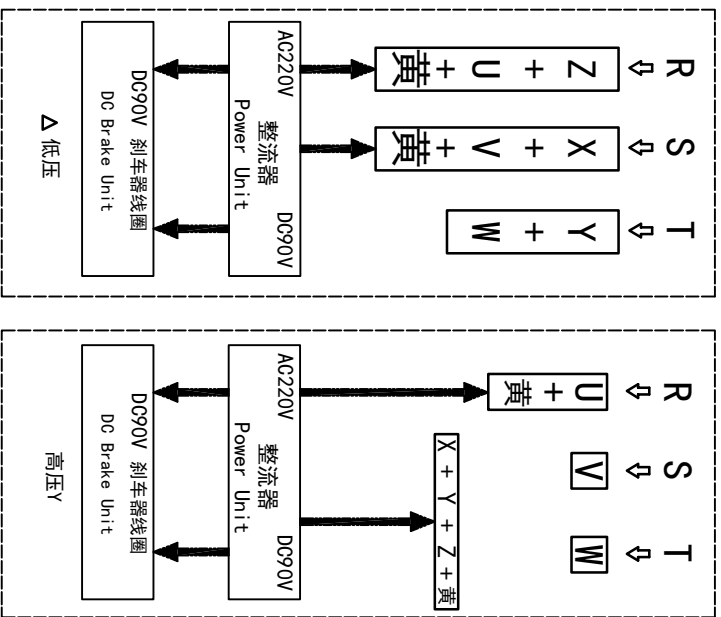 R S T
Z + U + 黄
X + V + 黄
Y + W
AC220V 整流器 DC90V
Power Unit
DC90V 刹车器线圈
DC Brake Unit
Δ 低压
R S T
U + 黄
V
W
X + Y + Z + 黄
AC220V 整流器 DC90V
Power Unit
DC90V 刹车器线圈
DC Brake Unit
高压Y